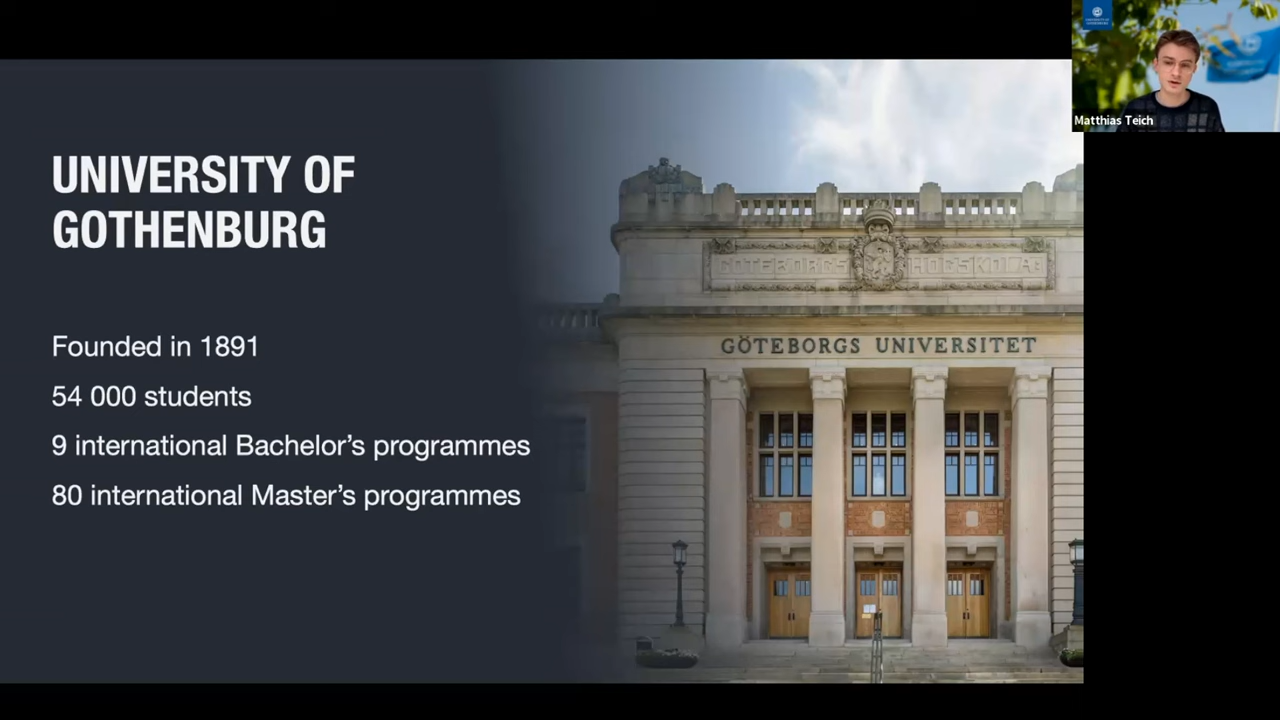 UNIVERSITY OF
GOTHENBURG
Founded in 1891
54 000 students
9 international Bachelor’s programmes
80 international Master’s programmes
GÖTEBORGS HÖGSKOLA
GÖTEBORGS UNIVERSITET
Matthias Teich